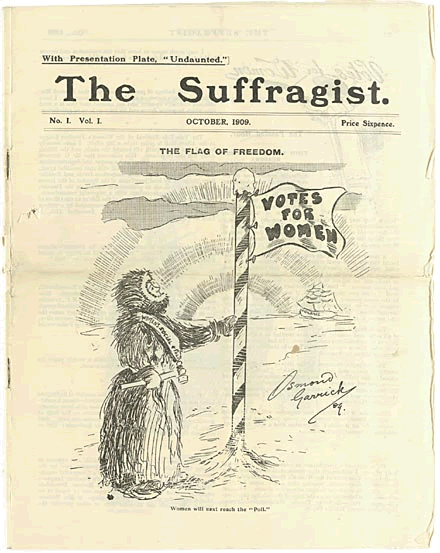 With Presentation Plate, "Undaunted."
The Suffragist.
No. I. Vol. I.
OCTOBER, 1909.
Price Sixpence.
THE FLAG OF FREEDOM.
VOTES
FOR
WOMEN
Osmond
Garrick
09.
Women will next reach the "Poll."